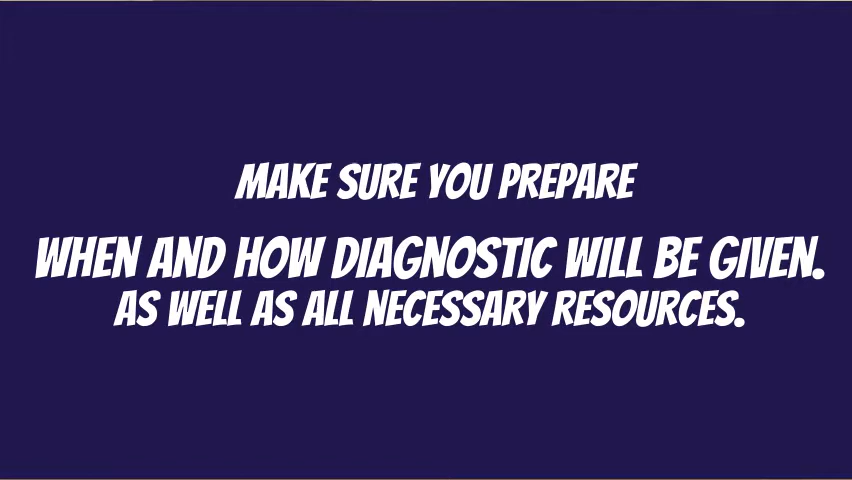 MAKE SURE YOU PREPARE
WHEN AND HOW DIAGNOSTIC WILL BE GIVEN.
AS WELL AS ALL NECESSARY RESOURCES.